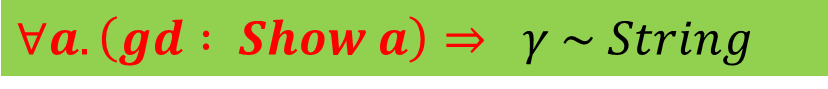 ∀a. (gd : Show a) ⇒ γ ~ String